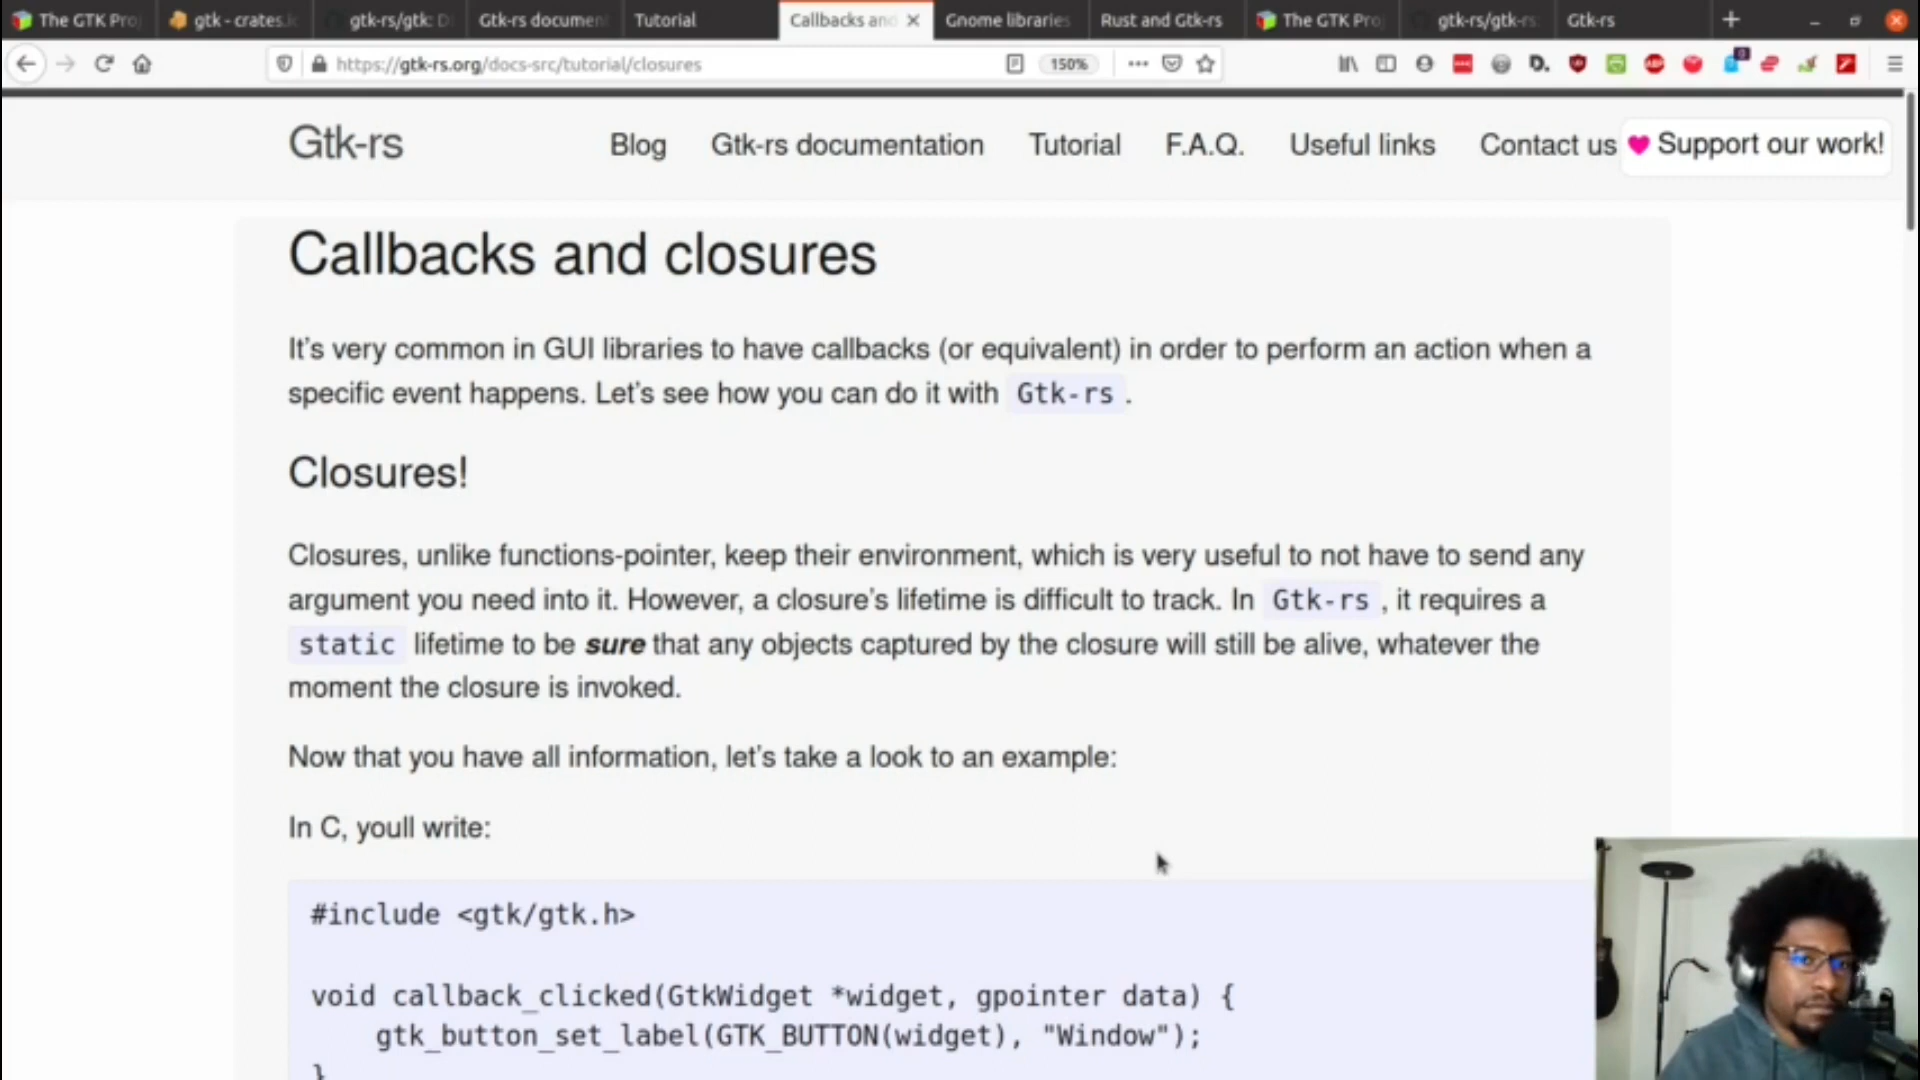 The GTK Proj
gtk - crates.io
gtk-rs/gtk: D
Gtk-rs documen
Tutorial
Callbacks and
Gnome libraries
Rust and Gtk-rs
The GTK Proj
gtk-rs/gtk-rs:
Gtk-rs
https://gtk-rs.org/docs-src/tutorial/closures
150%
Gtk-rs
Blog
Gtk-rs documentation
Tutorial
F.A.Q.
Useful links
Contact us
Support our work!
Callbacks and closures
It's very common in GUI libraries to have callbacks (or equivalent) in order to perform an action when a
specific event happens. Let's see how you can do it with Gtk-rs .
Closures!
Closures, unlike functions-pointer, keep their environment, which is very useful to not have to send any
argument you need into it. However, a closure's lifetime is difficult to track. In Gtk-rs , it requires a
static lifetime to be sure that any objects captured by the closure will still be alive, whatever the
moment the closure is invoked.
Now that you have all information, let's take a look to an example:
In C, youll write:
#include <gtk/gtk.h>
void callback_clicked(GtkWidget *widget, gpointer data) {
gtk_button_set_label(GTK_BUTTON(widget), "Window");
}